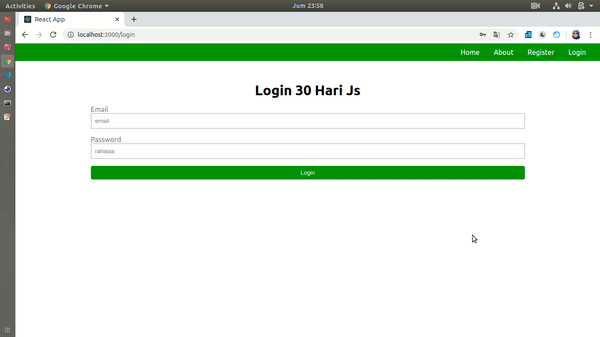 Activities Google Chrome Jum 23:58
React App
localhost:3000/login
Home About Register Login
Login 30 Hari Js
Email
email
Password
rahasia
Login